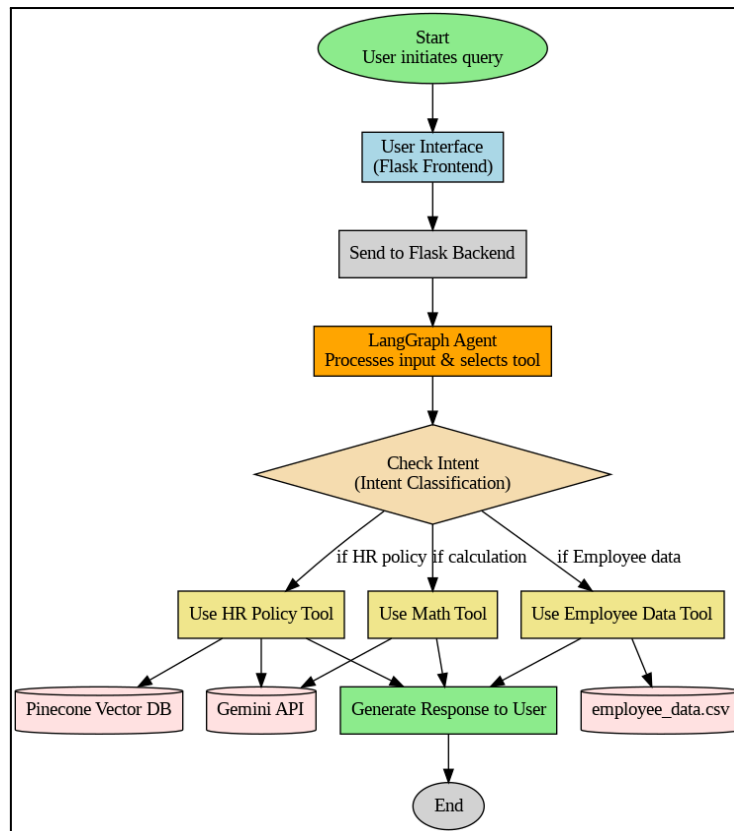 Start
User initiates query
User Interface
(Flask Frontend)
Send to Flask Backend
LangGraph Agent
Processes input & selects tool
Check Intent
(Intent Classification)
if HR policy
if calculation
if Employee data
Use HR Policy Tool
Use Math Tool
Use Employee Data Tool
Pinecone Vector DB
Gemini API
Generate Response to User
employee_data.csv
End